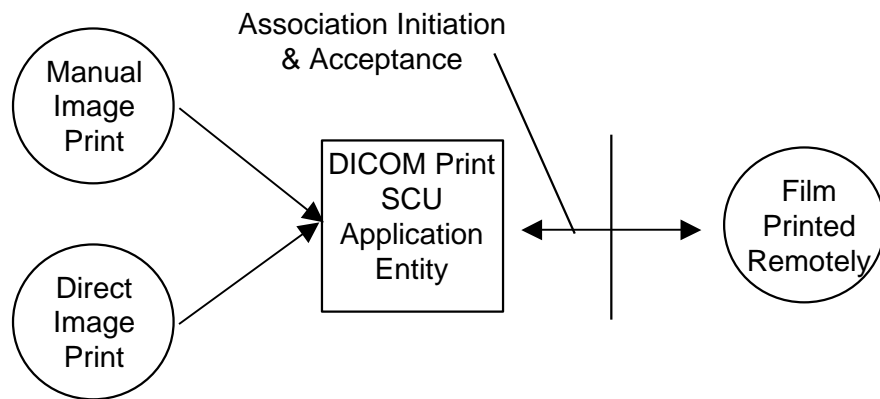 Association Initiation
& Acceptance
Manual
Image
Print
DICOM Print
SCU
Application
Entity
Film
Printed
Remotely
Direct
Image
Print